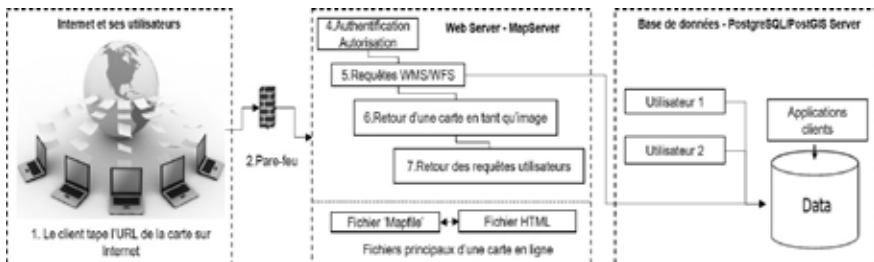 Internet et ses utilisateurs
1. Le client tape l'URL de la carte sur
Internet
2.Pare-feu
Web Server - MapServer
4.Authentification
Autorisation
5.Requêtes WMS/WFS
6.Retour d'une carte en tant qu'image
7.Retour des requêtes utilisateurs
Fichier 'Mapfile'
Fichier HTML
Fichiers principaux d'une carte en ligne
Base de données - PostgreSQL/PostGIS Server
Utilisateur 1
Utilisateur 2
Applications
clients
Data